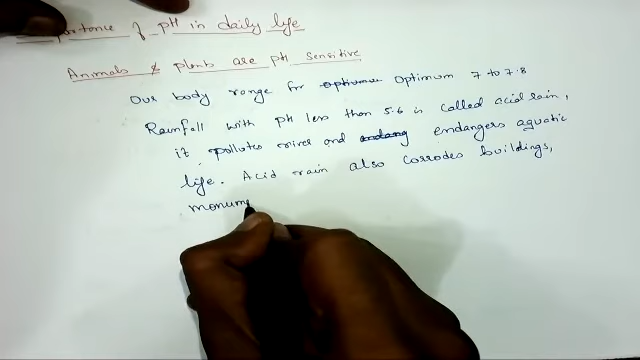 portance of pH in daily life
Animals & plants are pH Sensitive
Our body range for optimum 7 to 7.8
Rainfall with pH less then 5.6 is called acid rain,
it pollutes river and endangers aquatic
life. Acid rain also corrodes buildings,
monum